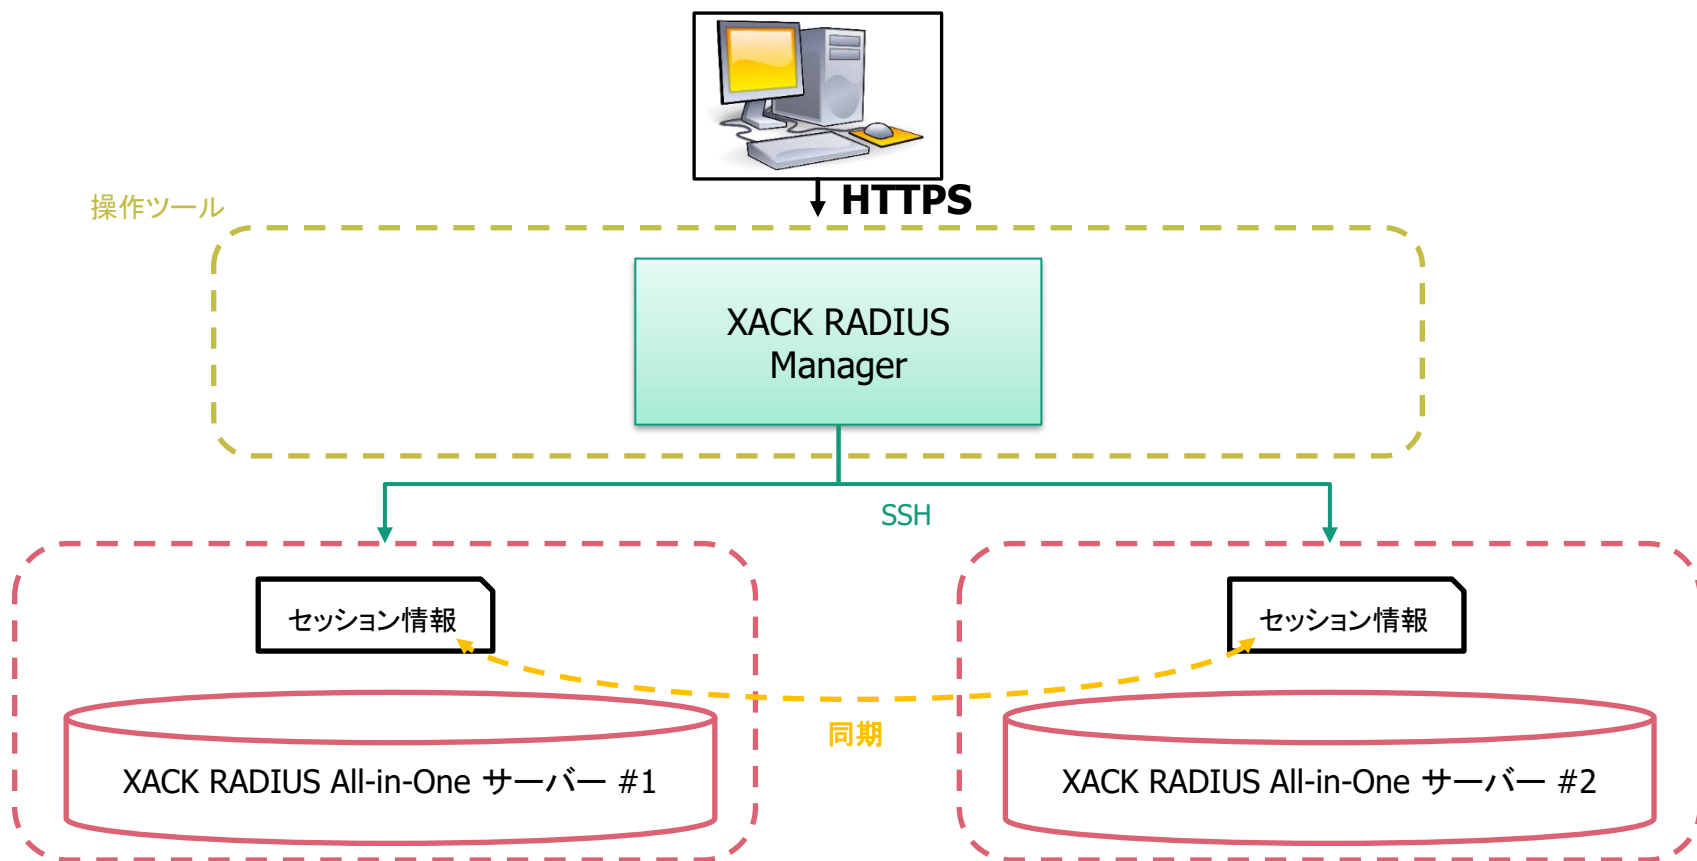 HTTPS
操作ツール
XACK RADIUS
Manager
SSH
セッション情報
セッション情報
同期
XACK RADIUS All-in-One サーバー #1
XACK RADIUS All-in-One サーバー #2